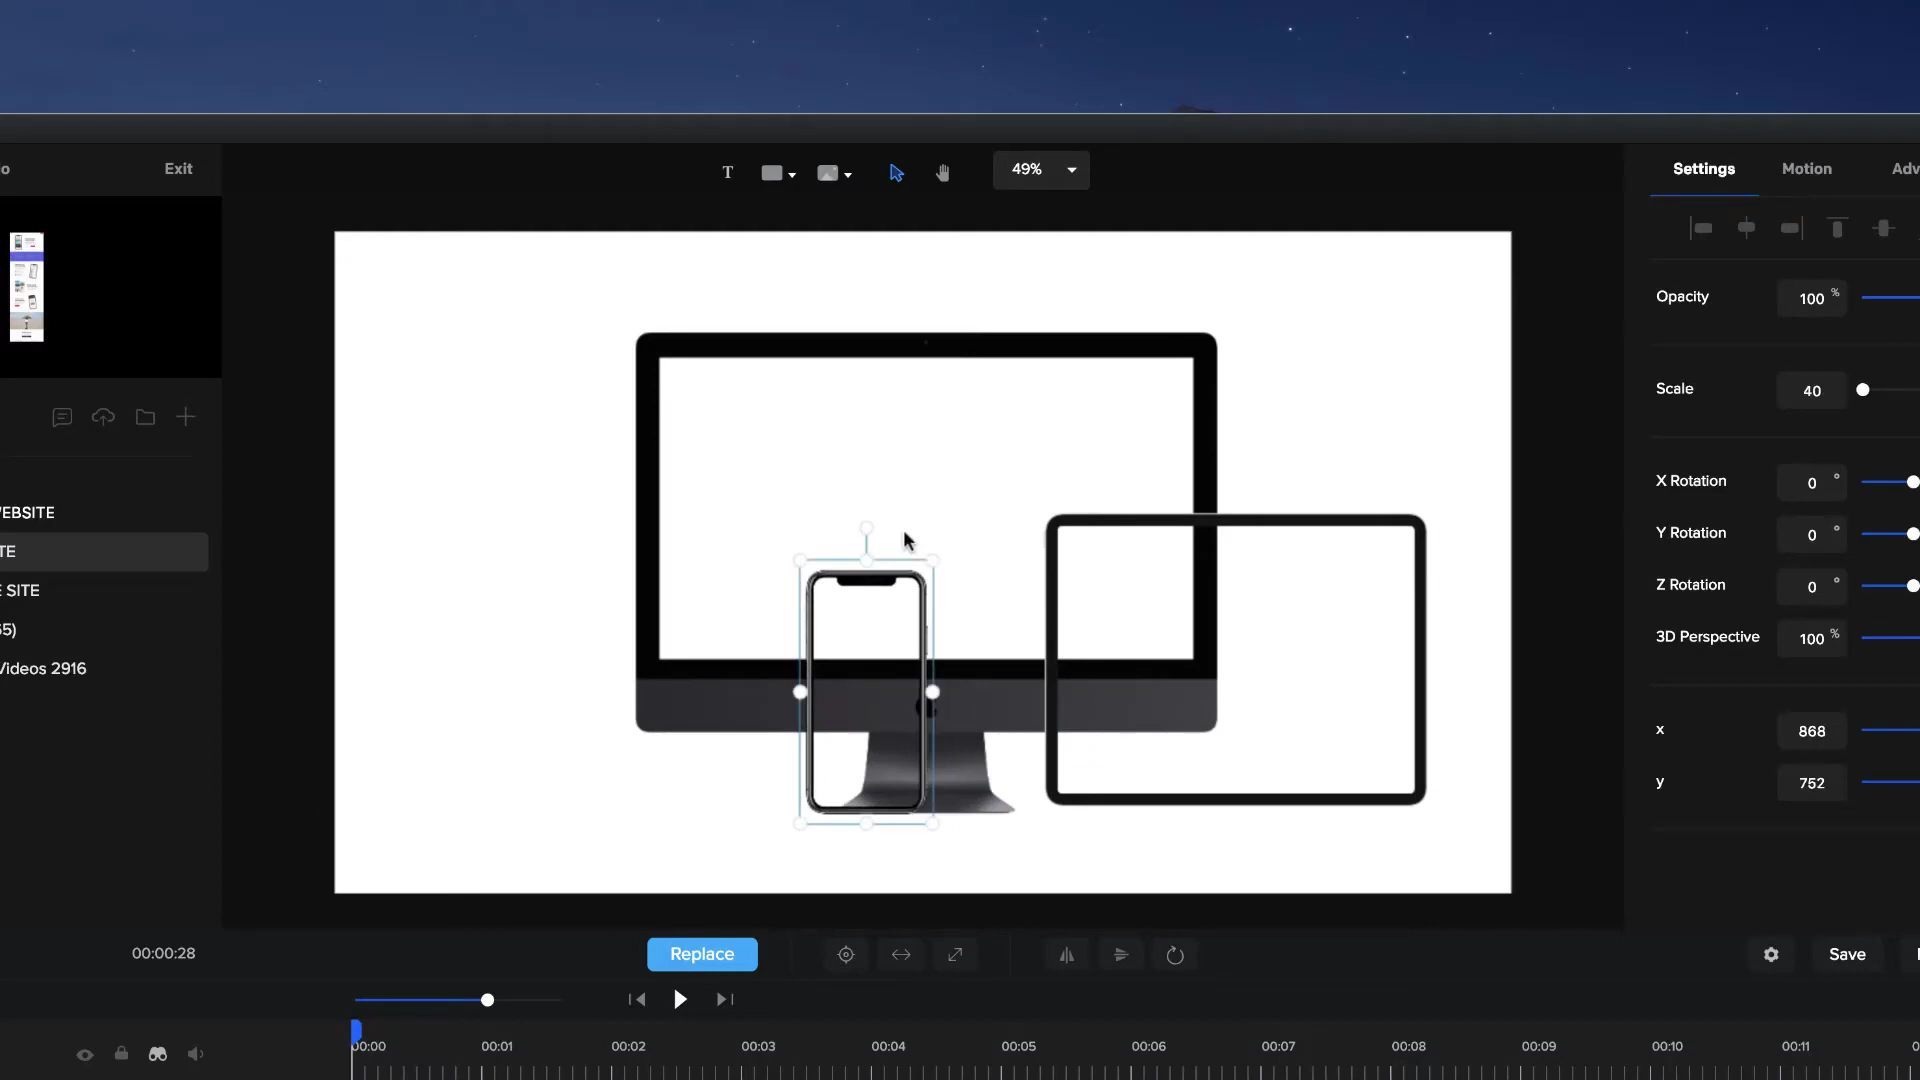 o
Exit
T
49%
Settings
Motion
Adv
Opacity
100 %
Scale
40
X Rotation
0 °
Y Rotation
0 °
Z Rotation
0 °
3D Perspective
100 %
x
868
y
752
EBSITE
TE
E SITE
65)
Videos 2916
00:00:28
Replace
Save
00:00
00:01
00:02
00:03
00:04
00:05
00:06
00:07
00:08
00:09
00:10
00:11